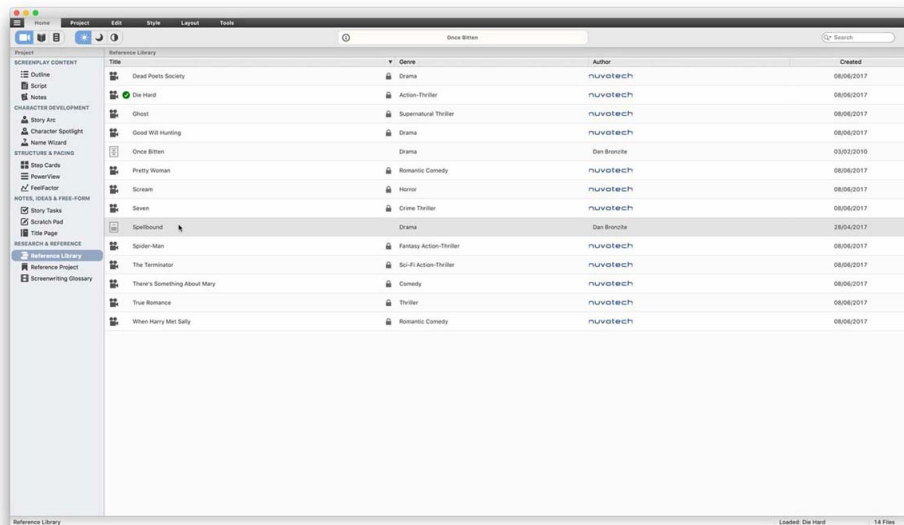 Home Project Edit Style Layout Tools
Once Bitten
Search
Project
Reference Library
SCREENPLAY CONTENT
Outline
Script
Notes
CHARACTER DEVELOPMENT
Story Arc
Character Spotlight
Name Wizard
STRUCTURE & PACING
Step Cards
PowerView
FeelFactor
NOTES, IDEAS & FREE-FORM
Story Tasks
Scratch Pad
Title Page
RESEARCH & REFERENCE
Reference Library
Reference Project
Screenwriting Glossary
Title Genre Author Created
Dead Poets Society Drama nuvotech 08/06/2017
Die Hard Action-Thriller nuvotech 08/06/2017
Ghost Supernatural Thriller nuvotech 08/06/2017
Good Will Hunting Drama nuvotech 08/06/2017
Once Bitten Drama Dan Bronzite 03/02/2010
Pretty Woman Romantic Comedy nuvotech 08/06/2017
Scream Horror nuvotech 08/06/2017
Seven Crime Thriller nuvotech 08/06/2017
Spellbound Drama Dan Bronzite 28/04/2017
Spider-Man Fantasy Action-Thriller nuvotech 08/06/2017
The Terminator Sci-Fi Action-Thriller nuvotech 08/06/2017
There's Something About Mary Comedy nuvotech 08/06/2017
True Romance Thriller nuvotech 08/06/2017
When Harry Met Sally Romantic Comedy nuvotech 08/06/2017
Reference Library Loaded: Die Hard 14 Files